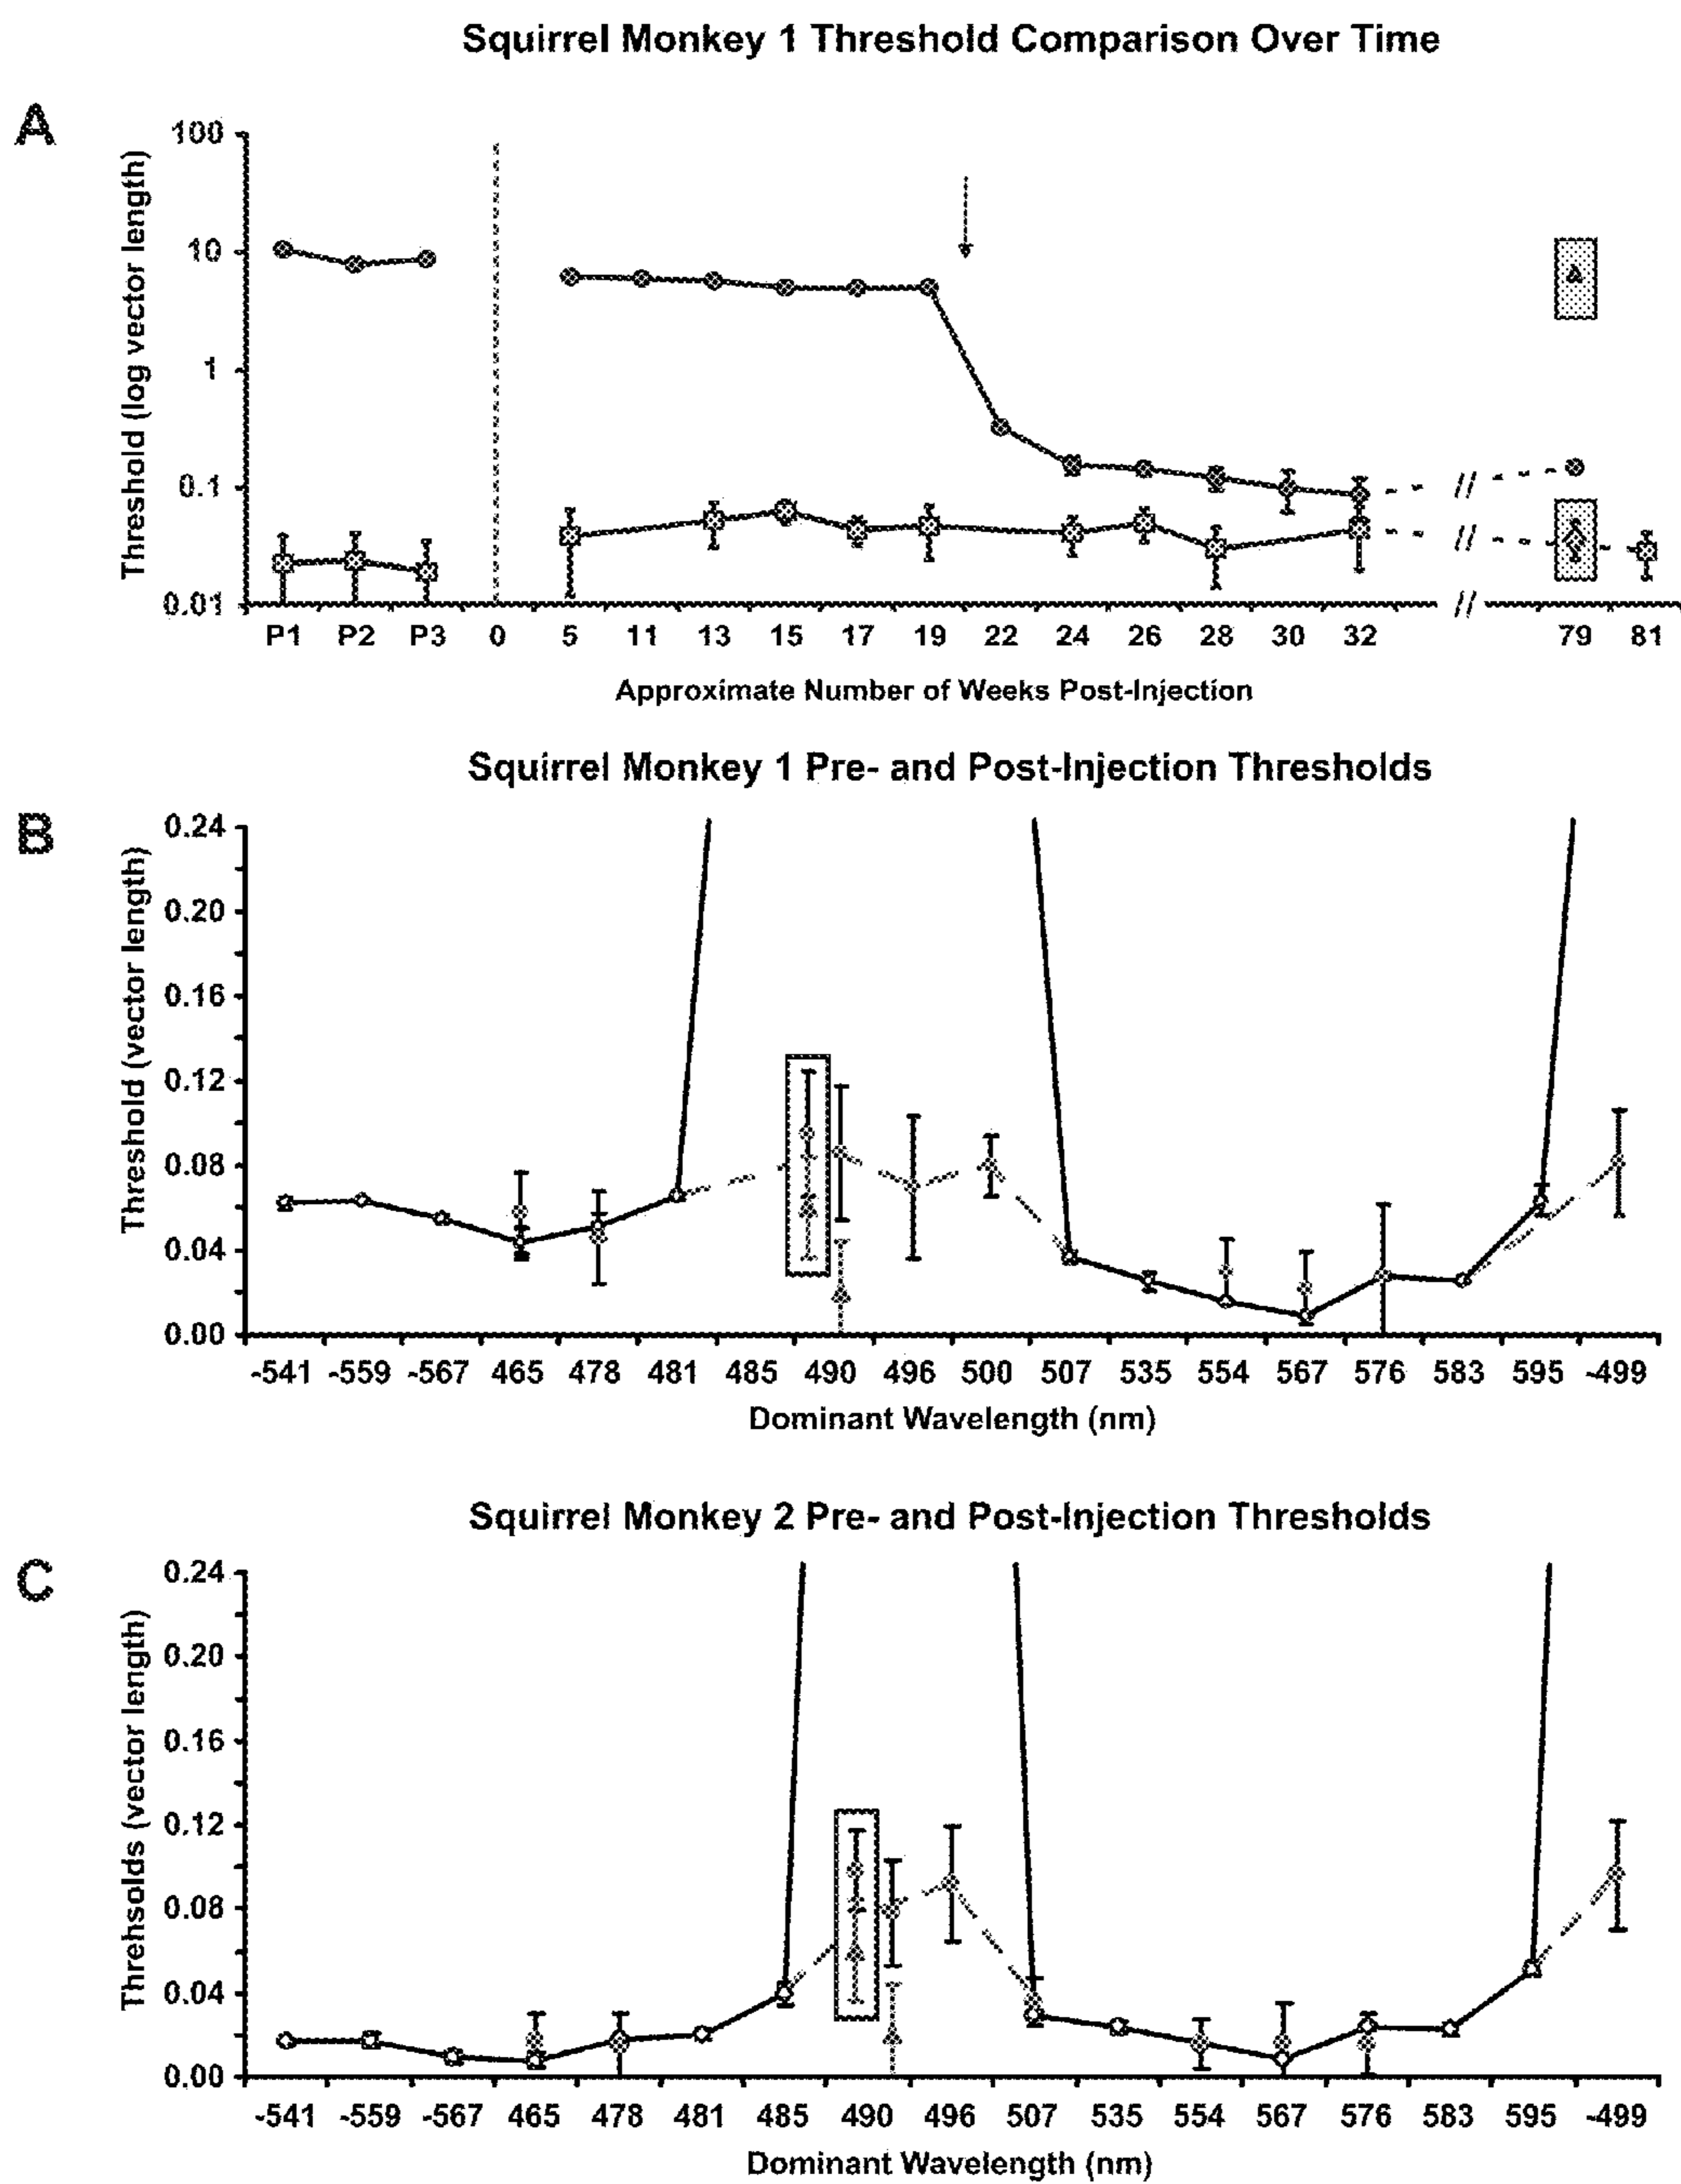 Squirrel Monkey 1 Threshold Comparison Over Time
A
Threshold (log vector length)
100
10
1
0.1
0.01
//
//
//
P1 P2 P3 0 5 11 13 15 17 19 22 24 26 28 30 32 79 81
Approximate Number of Weeks Post-Injection
Squirrel Monkey 1 Pre- and Post-Injection Thresholds
B
Threshold (vector length)
0.24
0.20
0.16
0.12
0.08
0.04
0.00
-541 -559 -567 465 478 481 485 490 496 500 507 535 554 567 576 583 595 -499
Dominant Wavelength (nm)
Squirrel Monkey 2 Pre- and Post-Injection Thresholds
C
Threhsolds (vector length)
0.24
0.20
0.16
0.12
0.08
0.04
0.00
-541 -559 -567 465 478 481 485 490 496 507 535 554 567 576 583 595 -499
Dominant Wavelength (nm)